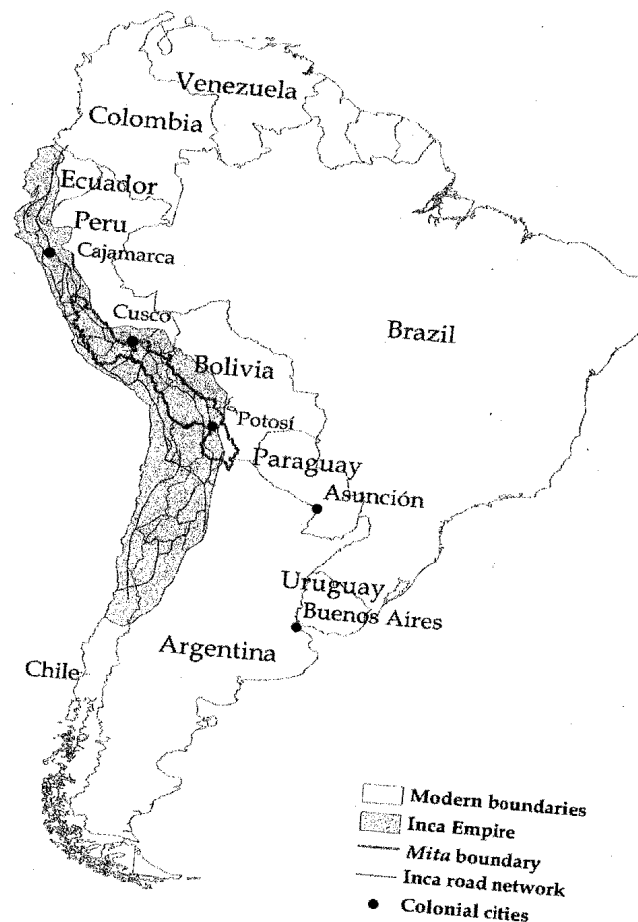 Venezuela
Colombia
Ecuador
Peru
Cajamarca
Cusco
Brazil
Bolivia
Potosí
Paraguay
Asunción
Uruguay
Buenos Aires
Argentina
Chile
Modern boundaries
Inca Empire
Mita boundary
Inca road network
Colonial cities